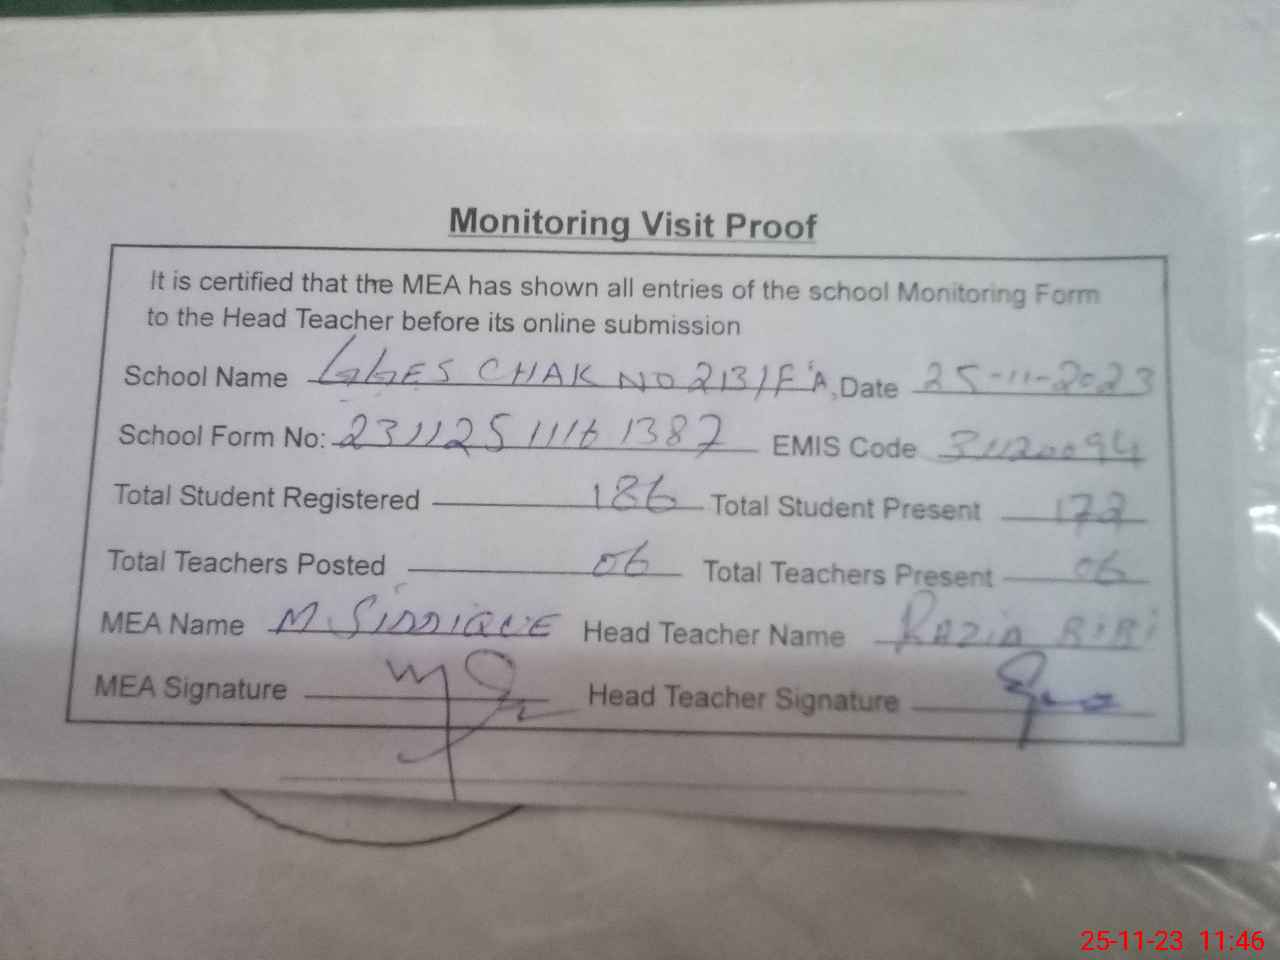 Monitoring Visit Proof
It is certified that the MEA has shown all entries of the school Monitoring Form
to the Head Teacher before its online submission
School Name GGES CHAK NO 213/F'A, Date 25-11-2023
School Form No: 23112511161387 EMIS Code 31120094
Total Student Registered 186 Total Student Present 172
Total Teachers Posted 06 Total Teachers Present 06
MEA Name M. SIDDIQUE Head Teacher Name RAZIA BIBI
MEA Signature Head Teacher Signature
25-11-23 11:46